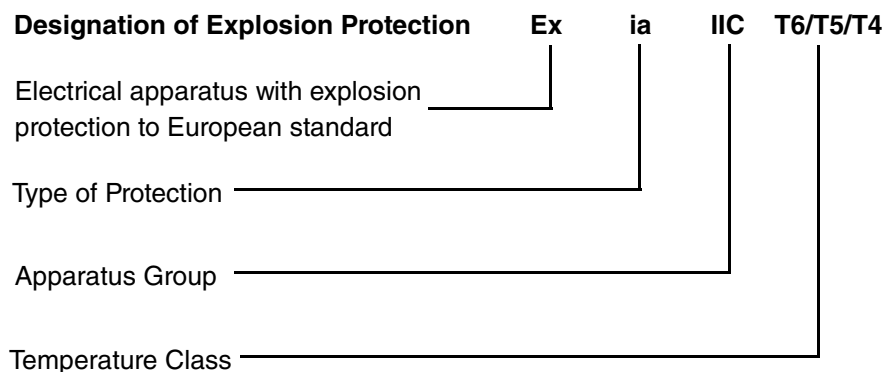 Designation of Explosion Protection Ex ia IIC T6/T5/T4
Electrical apparatus with explosion
protection to European standard
Type of Protection
Apparatus Group
Temperature Class